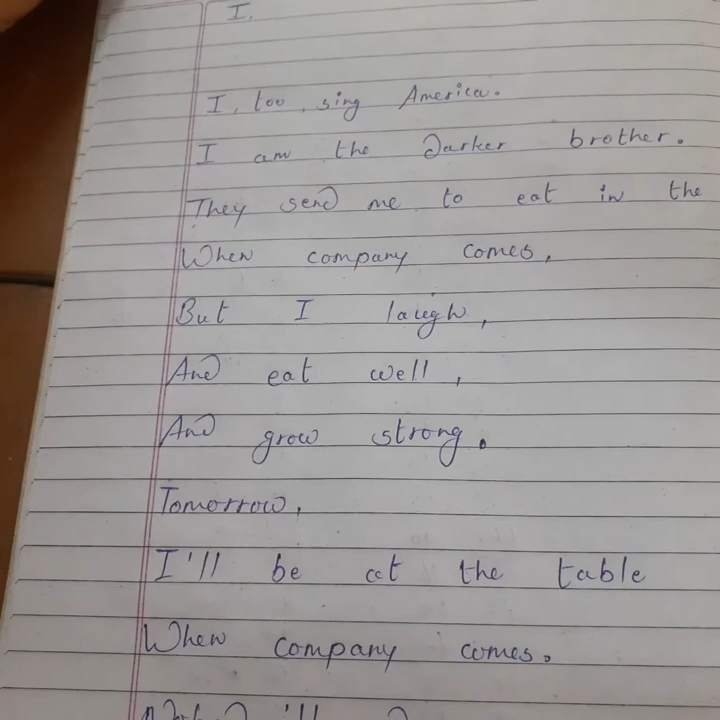 I.
I, too, sing America.
I am the darker brother.
They send me to eat in the
When company comes,
But I laugh,
And eat well,
And grow strong.
Tomorrow,
I'll be at the table
When company comes.